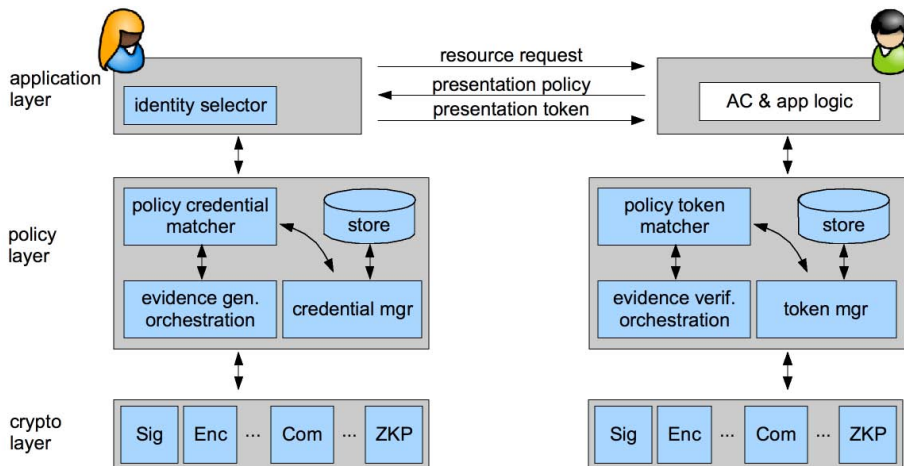 application
layer
resource request
presentation policy
presentation token
identity selector
AC & app logic
policy
layer
policy credential
matcher
store
evidence gen.
orchestration
credential mgr
policy token
matcher
store
evidence verif.
orchestration
token mgr
crypto
layer
Sig
Enc
...
Com
...
ZKP
Sig
Enc
...
Com
...
ZKP